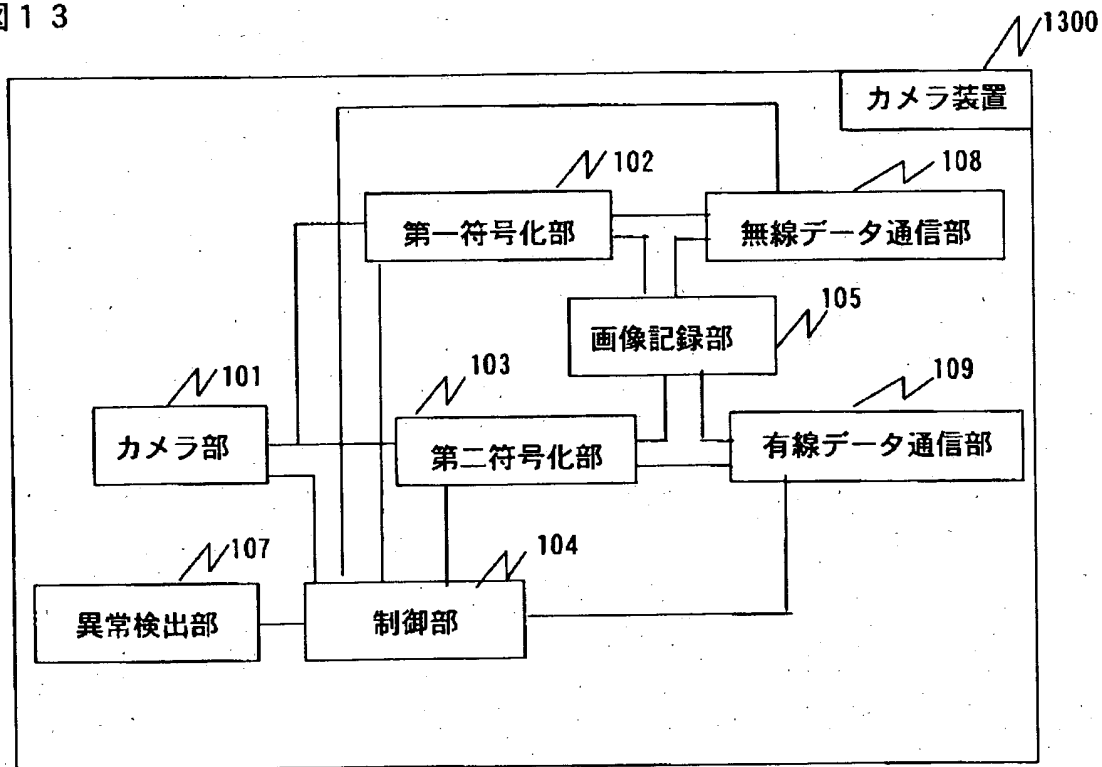 図13
1300
カメラ装置
102
108
第一符号化部
無線データ通信部
105
画像記録部
101
103
109
カメラ部
第二符号化部
有線データ通信部
107
104
異常検出部
制御部